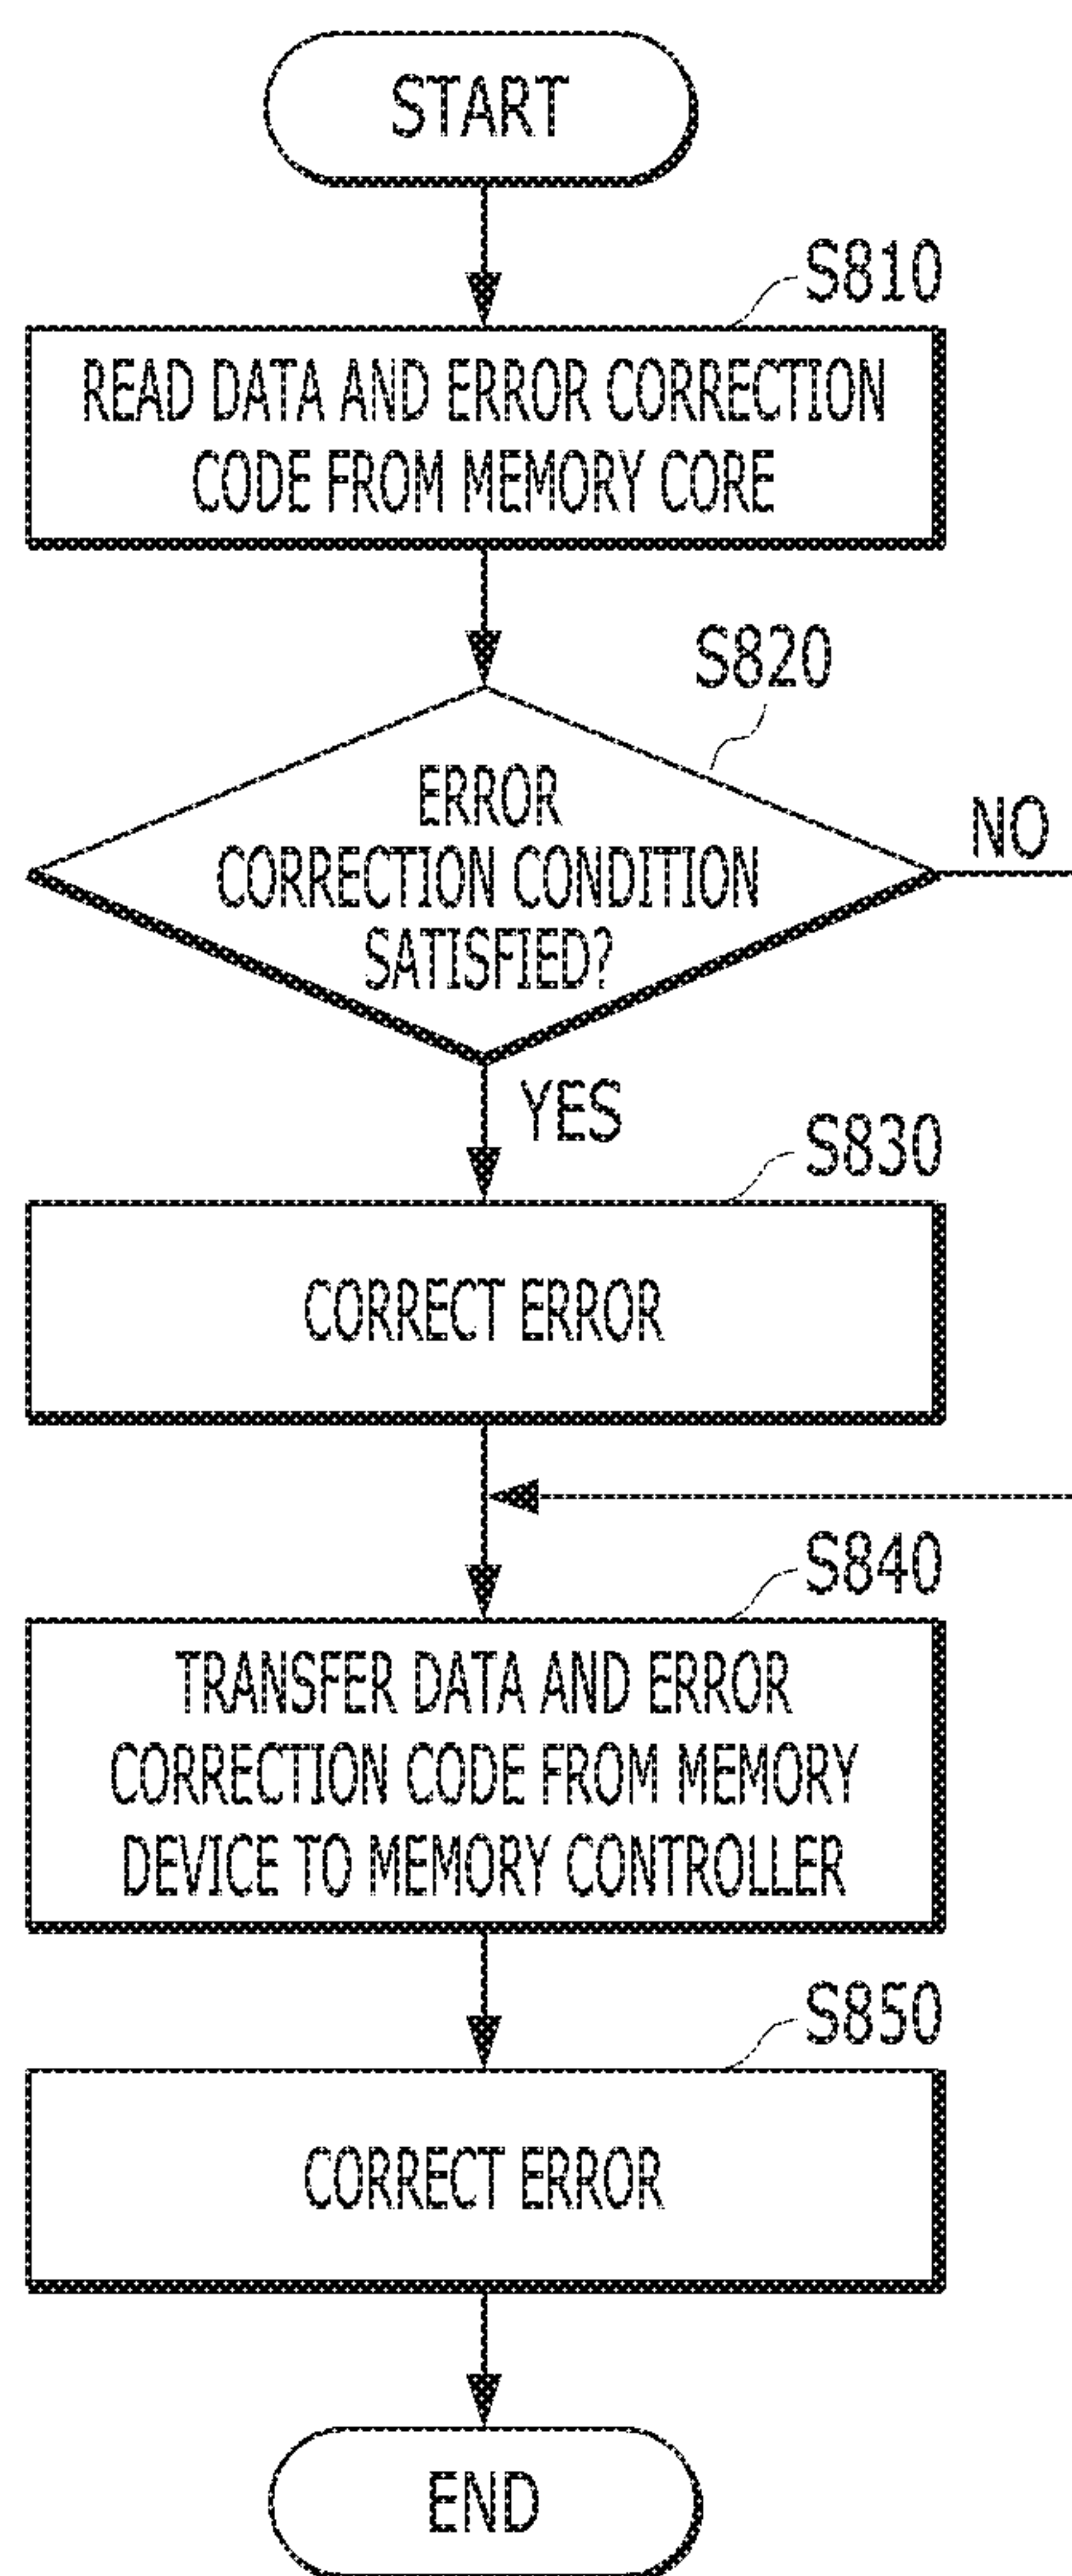 START
S810
READ DATA AND ERROR CORRECTION
CODE FROM MEMORY CORE
S820
ERROR
CORRECTION CONDITION
SATISFIED?
NO
YES
S830
CORRECT ERROR
S840
TRANSFER DATA AND ERROR
CORRECTION CODE FROM MEMORY
DEVICE TO MEMORY CONTROLLER
S850
CORRECT ERROR
END